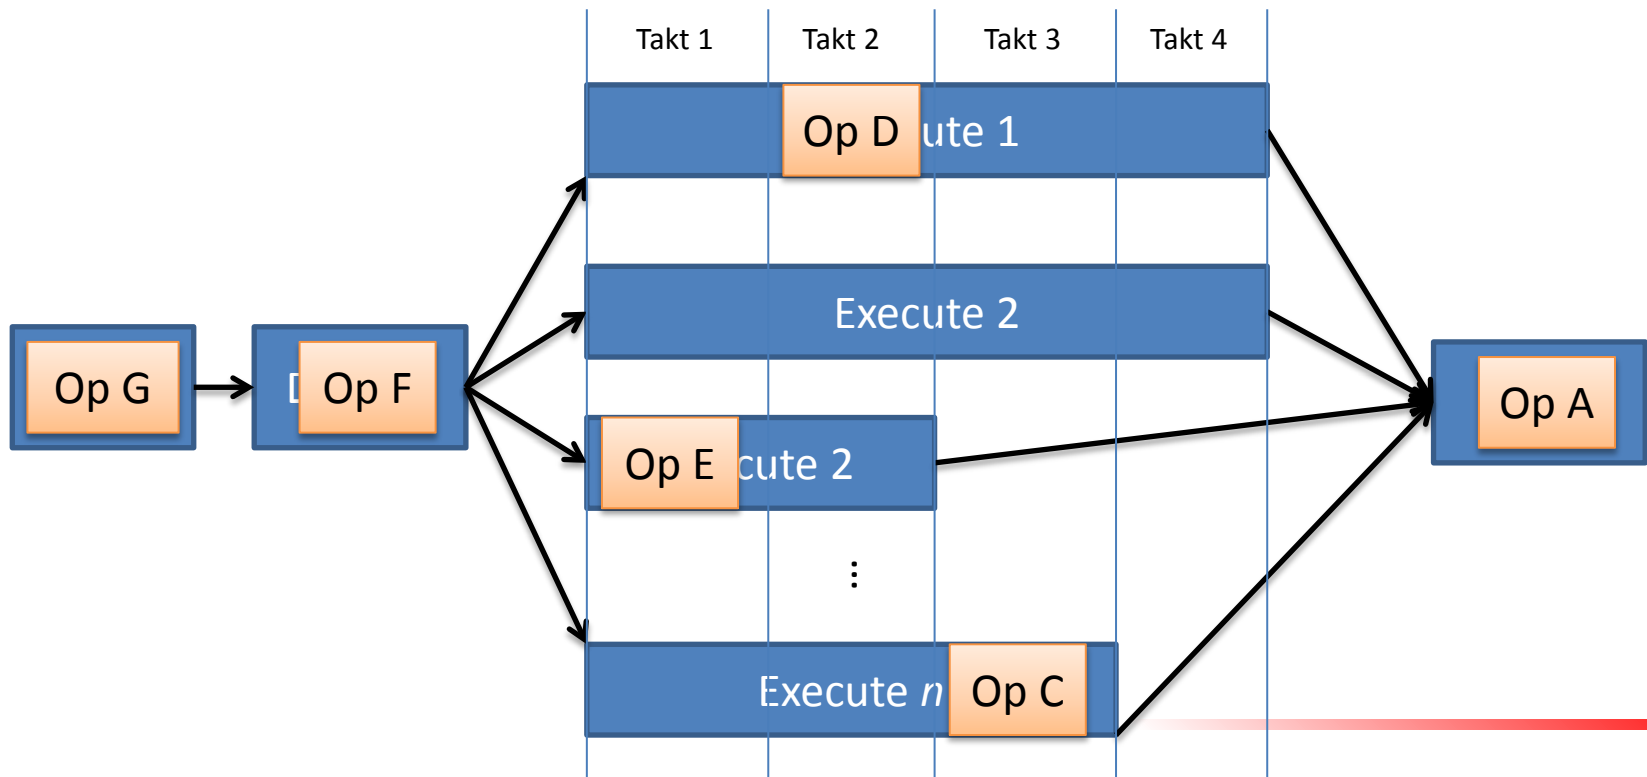 Takt 1
Takt 2
Takt 3
Takt 4
Op D
ute 1
Execute 2
Op G
D
Op F
Op A
Op E
cute 2
...
Execute n
Op C